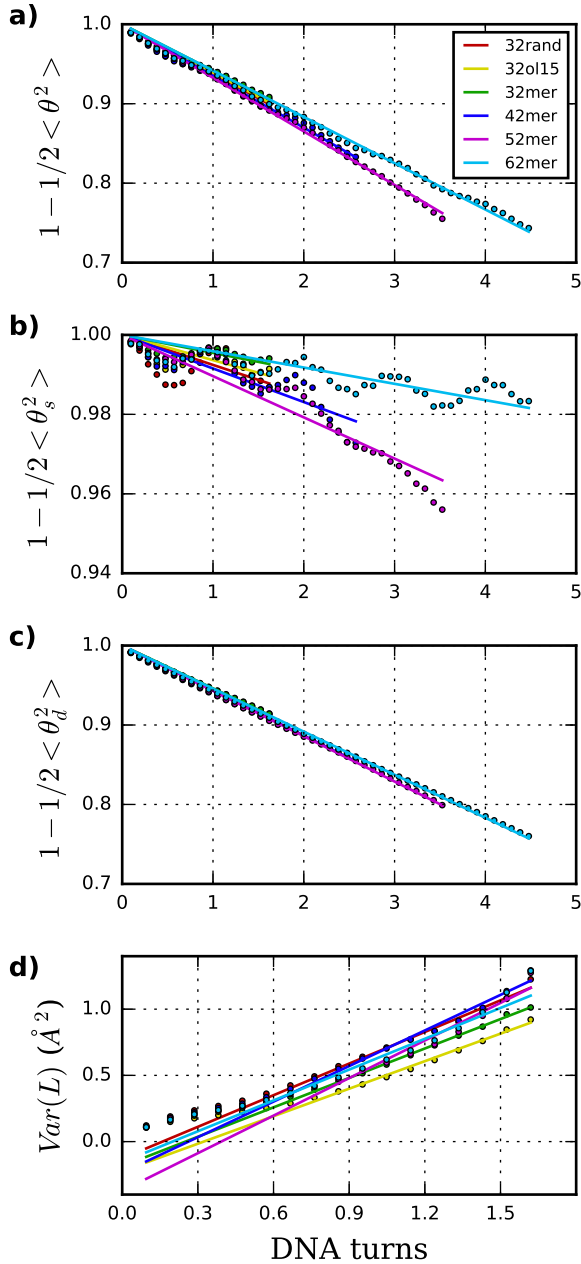 a)
1 − 1/2 < θ² >
1.0
0.9
0.8
0.7
0 1 2 3 4 5
32rand
32ol15
32mer
42mer
52mer
62mer
b)
1 − 1/2 < θ_s² >
1.00
0.98
0.96
0.94
0 1 2 3 4 5
c)
1 − 1/2 < θ_d² >
1.0
0.9
0.8
0.7
0 1 2 3 4 5
d)
Var(L) (Å²)
1.0
0.5
0.0
0.0 0.3 0.6 0.9 1.2 1.5
DNA turns